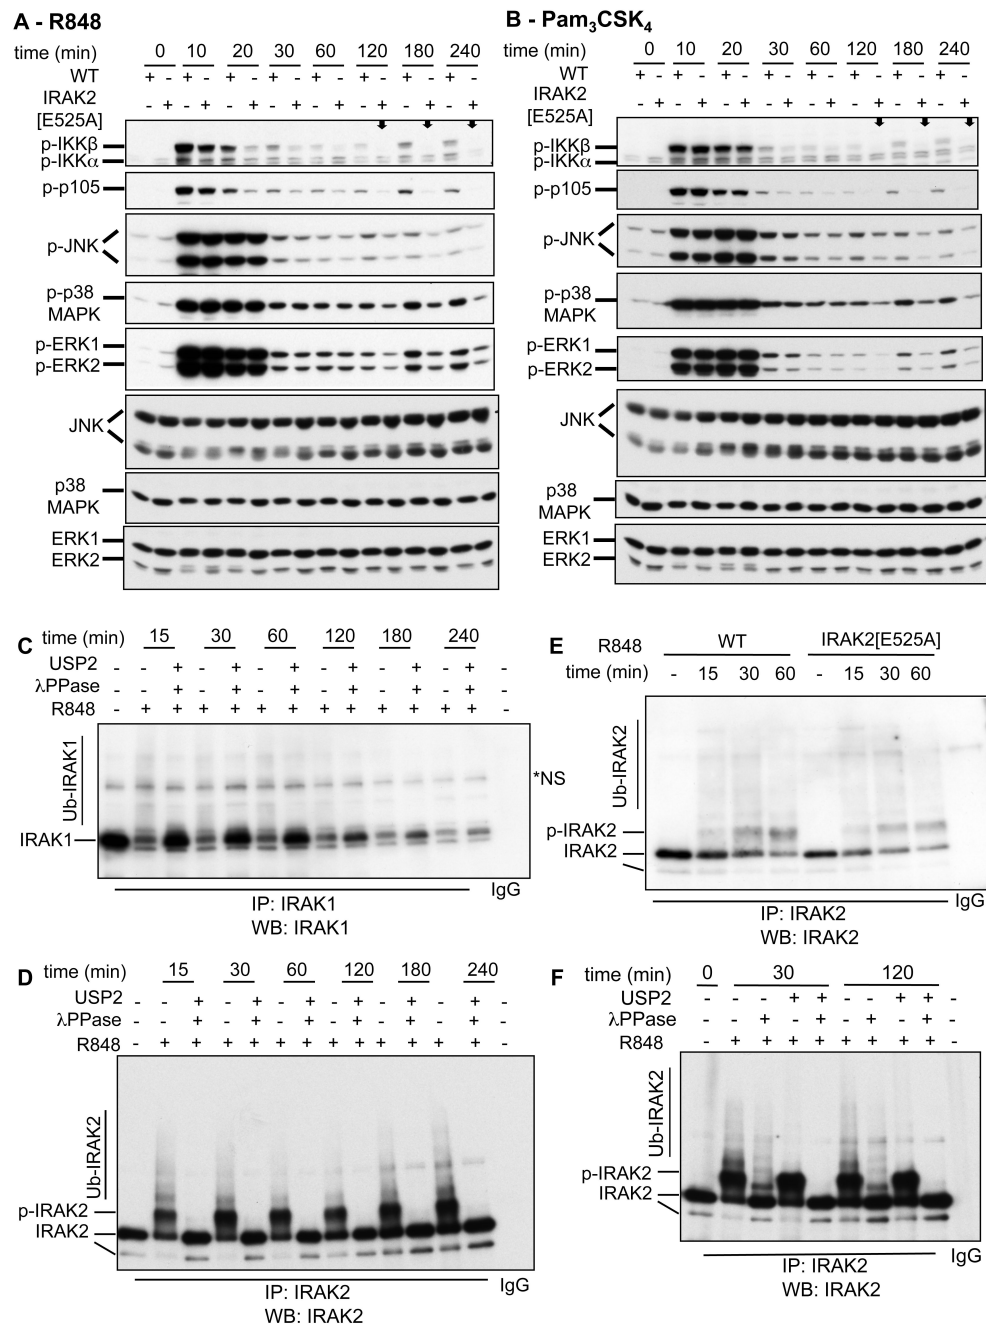 A - R848
time (min) 0 10 20 30 60 120 180 240
WT + - + - + - + - + - + - + - + -
IRAK2 [E525A] - + - + - + - + - + - + - + - +
p-IKKβ
p-IKKα
p-p105
p-JNK
p-p38
MAPK
p-ERK1
p-ERK2
JNK
p38
MAPK
ERK1
ERK2
B - Pam3CSK4
time (min) 0 10 20 30 60 120 180 240
WT + - + - + - + - + - + - + - + -
IRAK2 [E525A] - + - + - + - + - + - + - + - +
p-IKKβ
p-IKKα
p-p105
p-JNK
p-p38
MAPK
p-ERK1
p-ERK2
JNK
p38
MAPK
ERK1
ERK2
C time (min) 15 30 60 120 180 240
USP2 - - + - + - + - + - + - + -
λPPase - - + - + - + - + - + - + -
R848 - + + + + + + + + + + + + -
Ub-IRAK1
*NS
IRAK1
IgG
IP: IRAK1
WB: IRAK1
E R848 WT IRAK2[E525A]
time (min) - 15 30 60 - 15 30 60
Ub-IRAK2
p-IRAK2
IRAK2
IgG
IP: IRAK2
WB: IRAK2
D time (min) 15 30 60 120 180 240
USP2 - - + - + - + - + - + - + -
λPPase - - + - + - + - + - + - + -
R848 - + + + + + + + + + + + + -
Ub-IRAK2
p-IRAK2
IRAK2
IgG
IP: IRAK2
WB: IRAK2
F time (min) 0 30 120
USP2 - - - + + - - + + -
λPPase - - + - + - + - + -
R848 - + + + + + + + + -
Ub-IRAK2
p-IRAK2
IRAK2
IgG
IP: IRAK2
WB: IRAK2